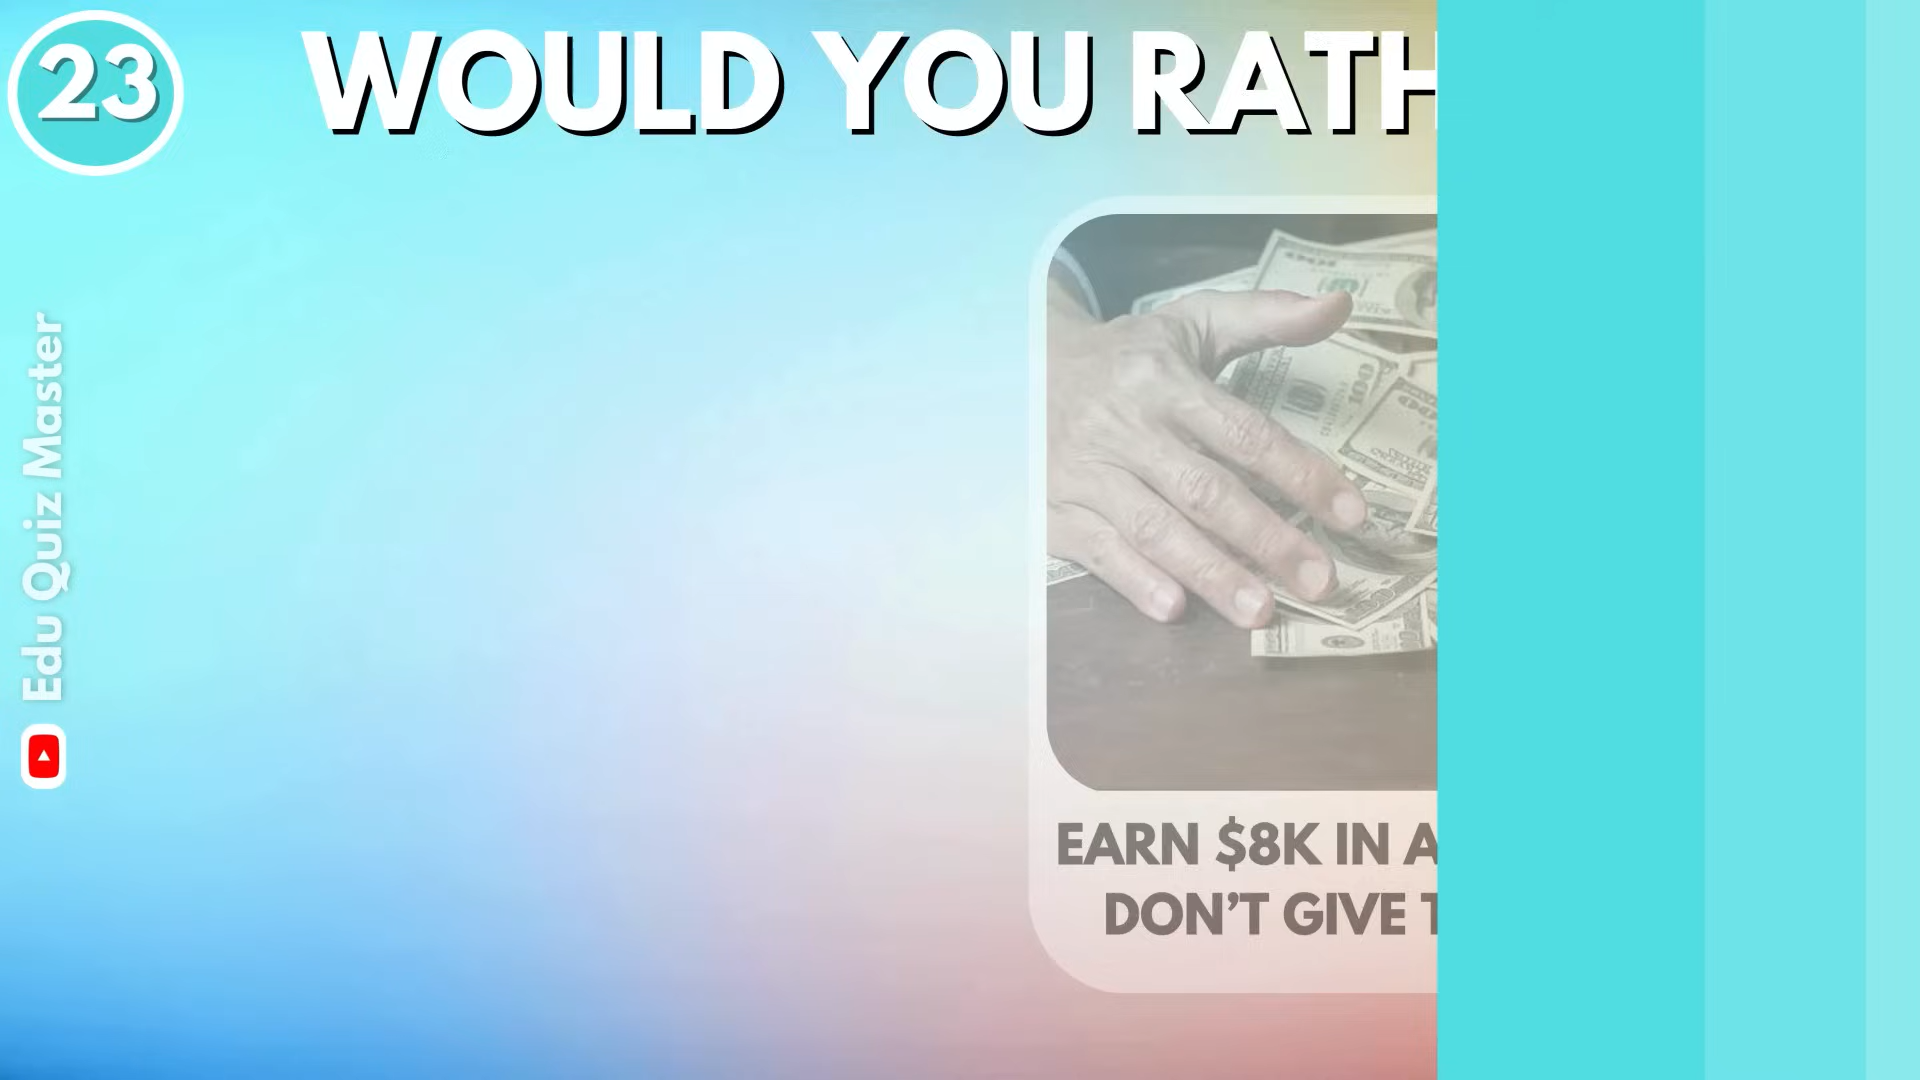 23
WOULD YOU RATH
Edu Quiz Master
EARN $8K IN A
DON'T GIVE T